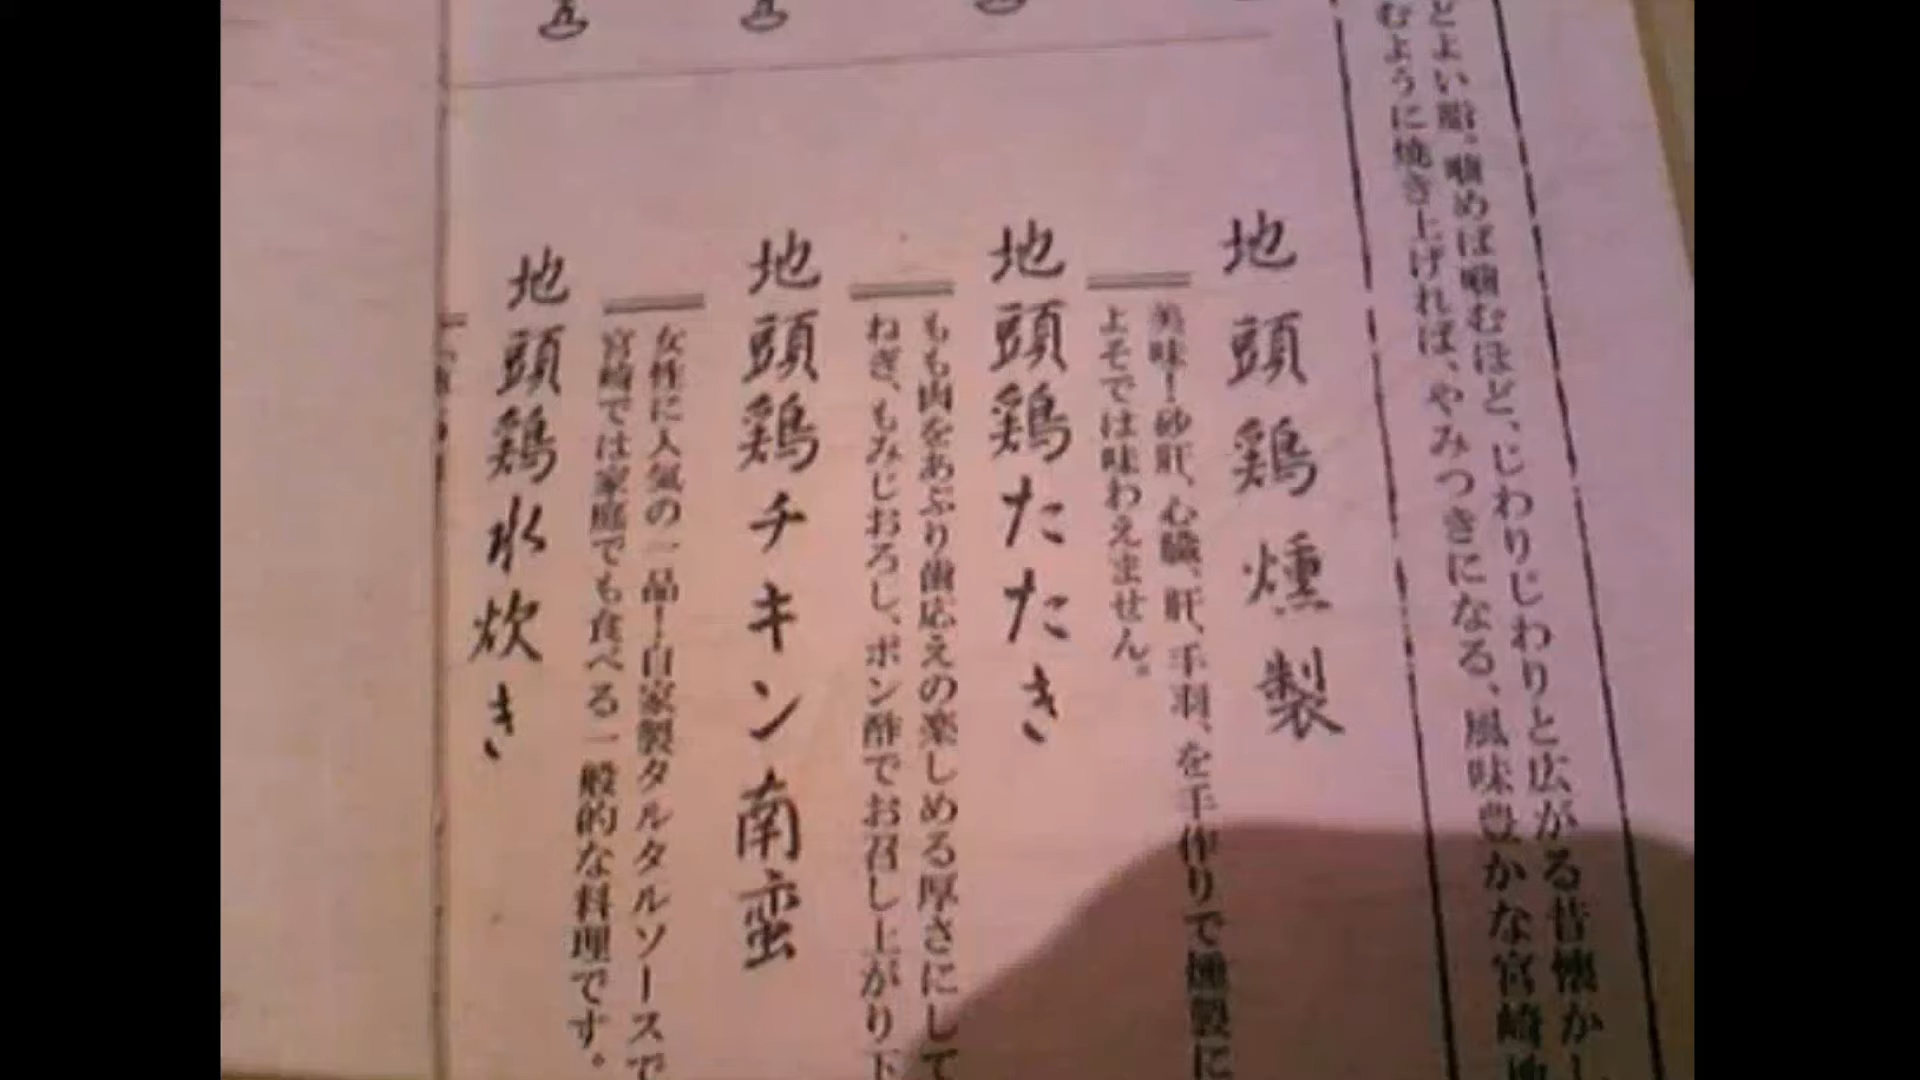 どよい脂。噛めば噛むほど、じわりじわりと広がる昔懐かし
むように焼き上げれば、やみつきになる、風味豊かな宮崎地
地頭鶏燻製
美味!砂肝、心臓、肝、手羽、を手作りで燻製に
よそでは味わえません。
地頭鶏たたき
もも肉をあぶり歯応えの楽しめる厚さにして
ねぎ、もみじおろし、ポン酢でお召し上がり下
地頭鶏チキン南蛮
女性に人気の一品!自家製タルタルソースで
宮崎では家庭でも食べる一般的な料理です。
地頭鶏水炊き